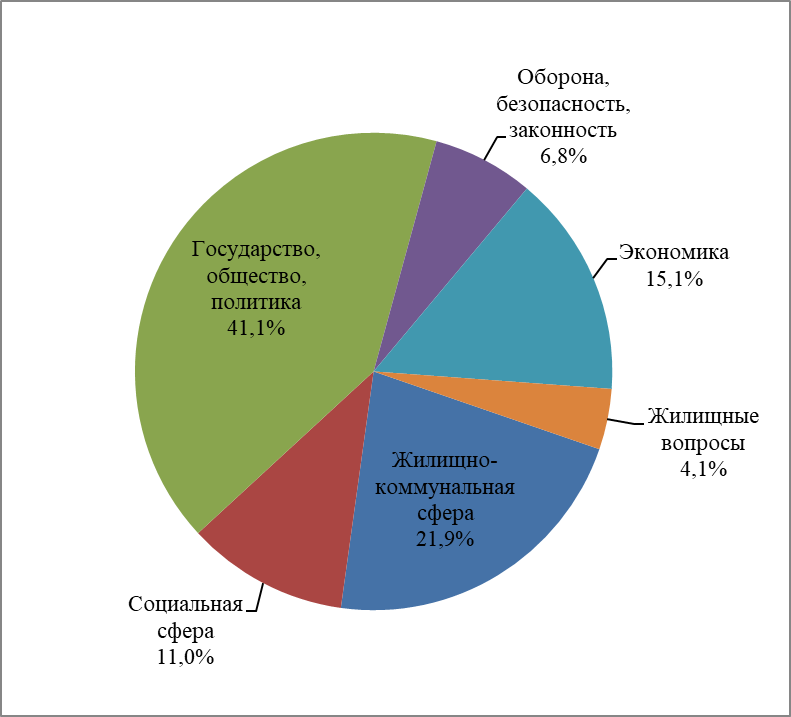 Оборона,
безопасность,
законность
6,8%
Экономика
15,1%
Жилищные
вопросы
4,1%
Жилищно-
коммунальная
сфера
21,9%
Социальная
сфера
11,0%
Государство,
общество,
политика
41,1%